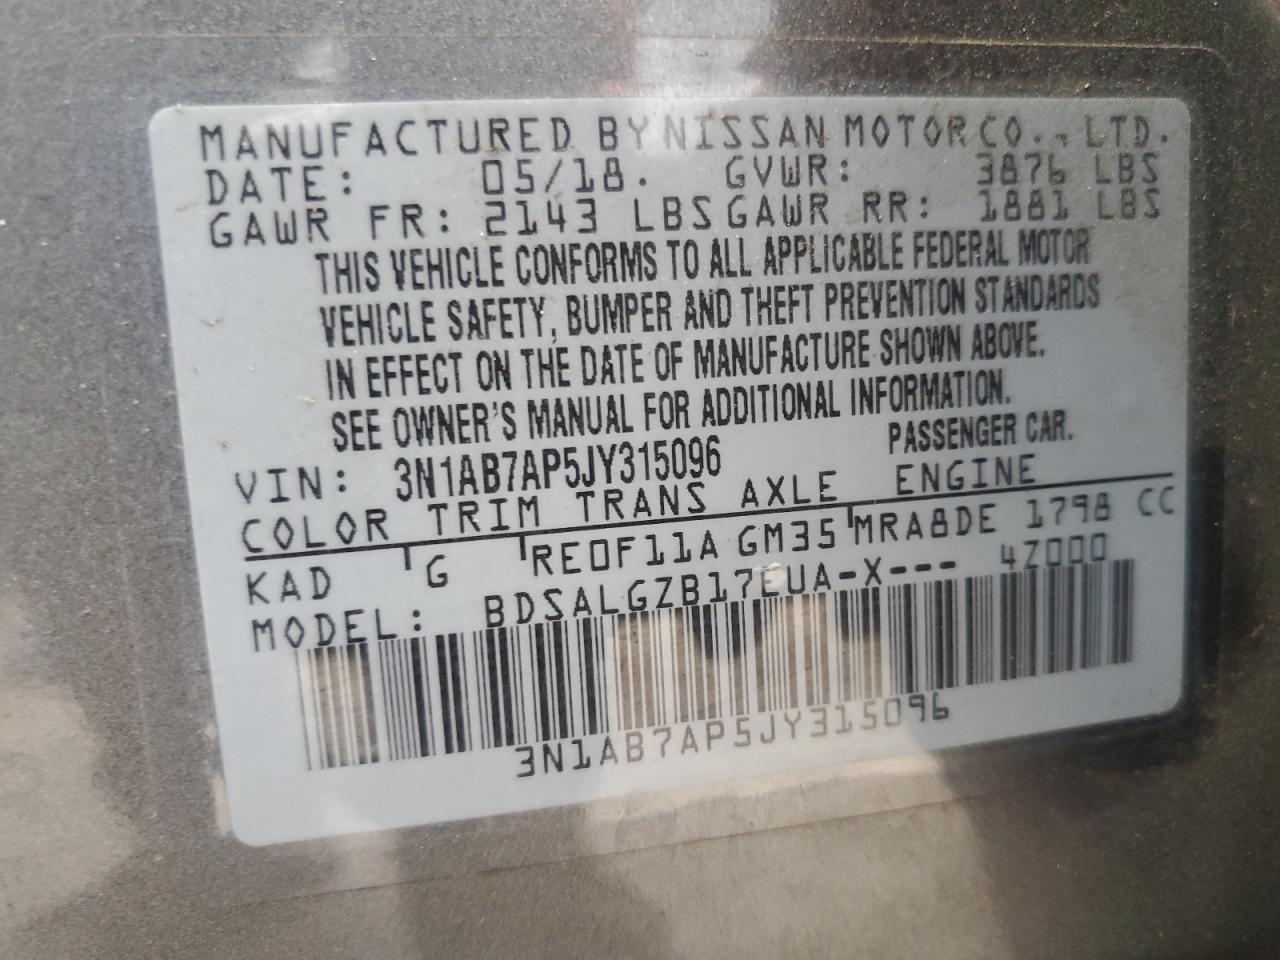 MANUFACTURED BY NISSAN MOTOR CO., LTD.
DATE: 05/18. GVWR: 3876 LBS
GAWR FR: 2143 LBS GAWR RR: 1881 LBS
THIS VEHICLE CONFORMS TO ALL APPLICABLE FEDERAL MOTOR
VEHICLE SAFETY, BUMPER AND THEFT PREVENTION STANDARDS
IN EFFECT ON THE DATE OF MANUFACTURE SHOWN ABOVE.
SEE OWNER'S MANUAL FOR ADDITIONAL INFORMATION.
VIN: 3N1AB7AP5JY315096 PASSENGER CAR.
COLOR TRIM TRANS AXLE ENGINE
KAD G RE0F11A GM35 MRA8DE 1798 CC
MODEL: BDSALGZB17EUA-X--- 4Z000
3N1AB7AP5JY315096